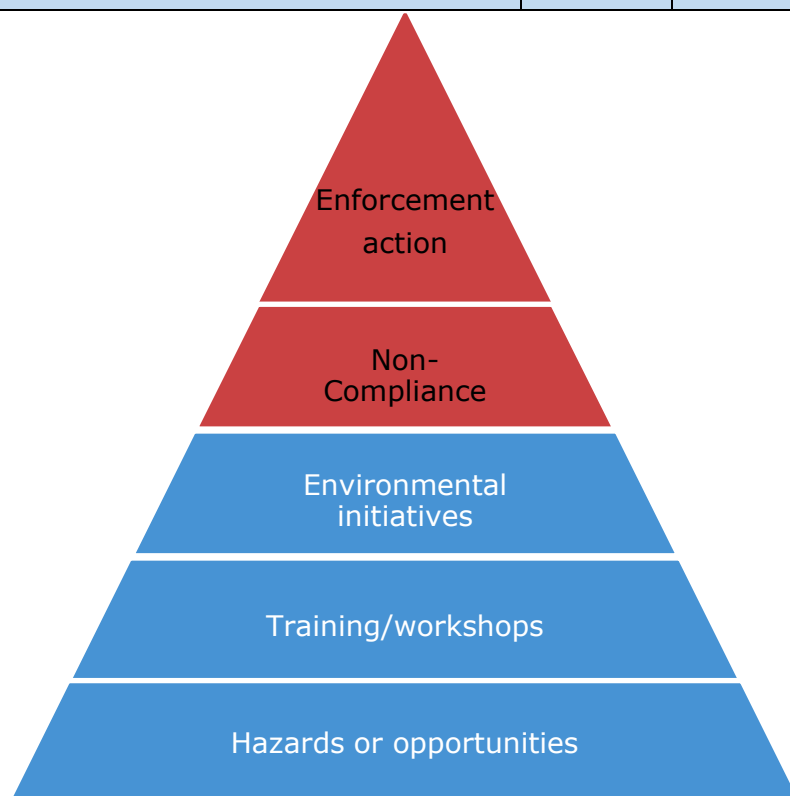 Enforcement
action
Non-
Compliance
Environmental
initiatives
Training/workshops
Hazards or opportunities